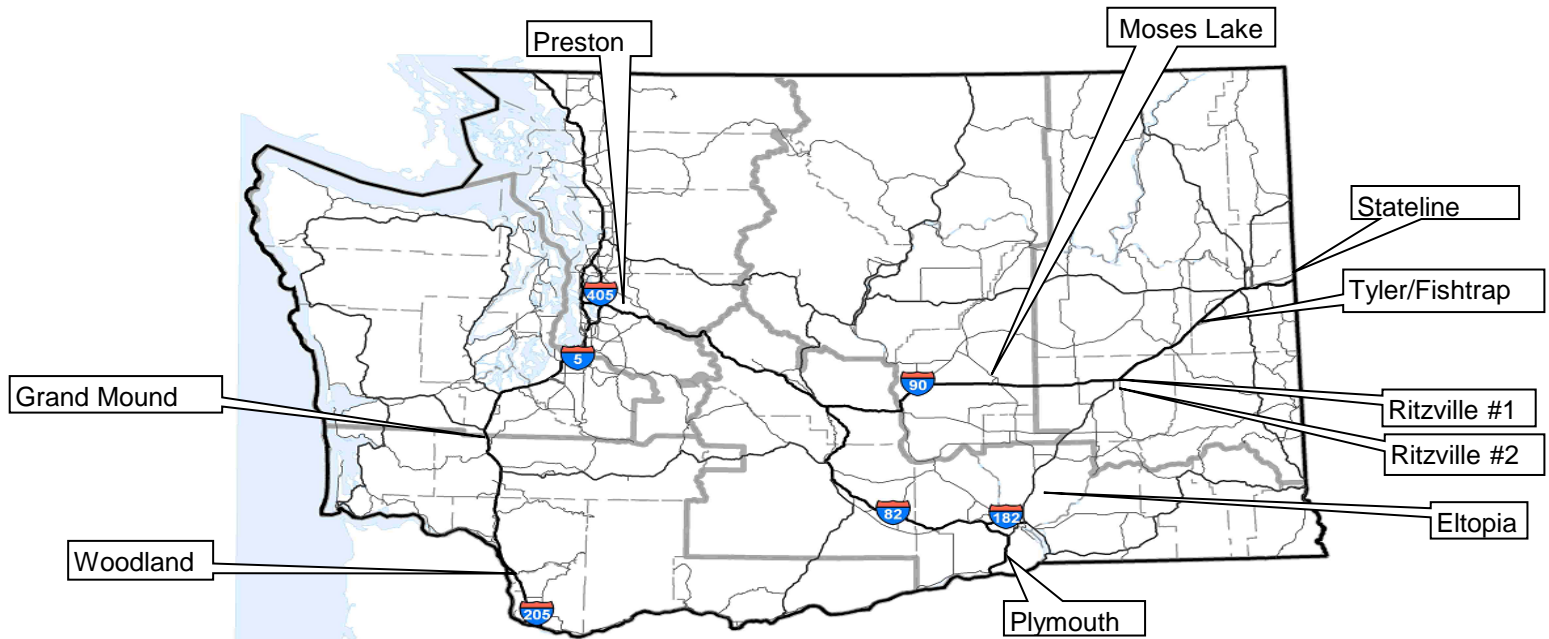 Preston
Moses Lake
Stateline
Tyler/Fishtrap
405
5
90
Grand Mound
Ritzville #1
Ritzville #2
82
182
Eltopia
Woodland
205
Plymouth